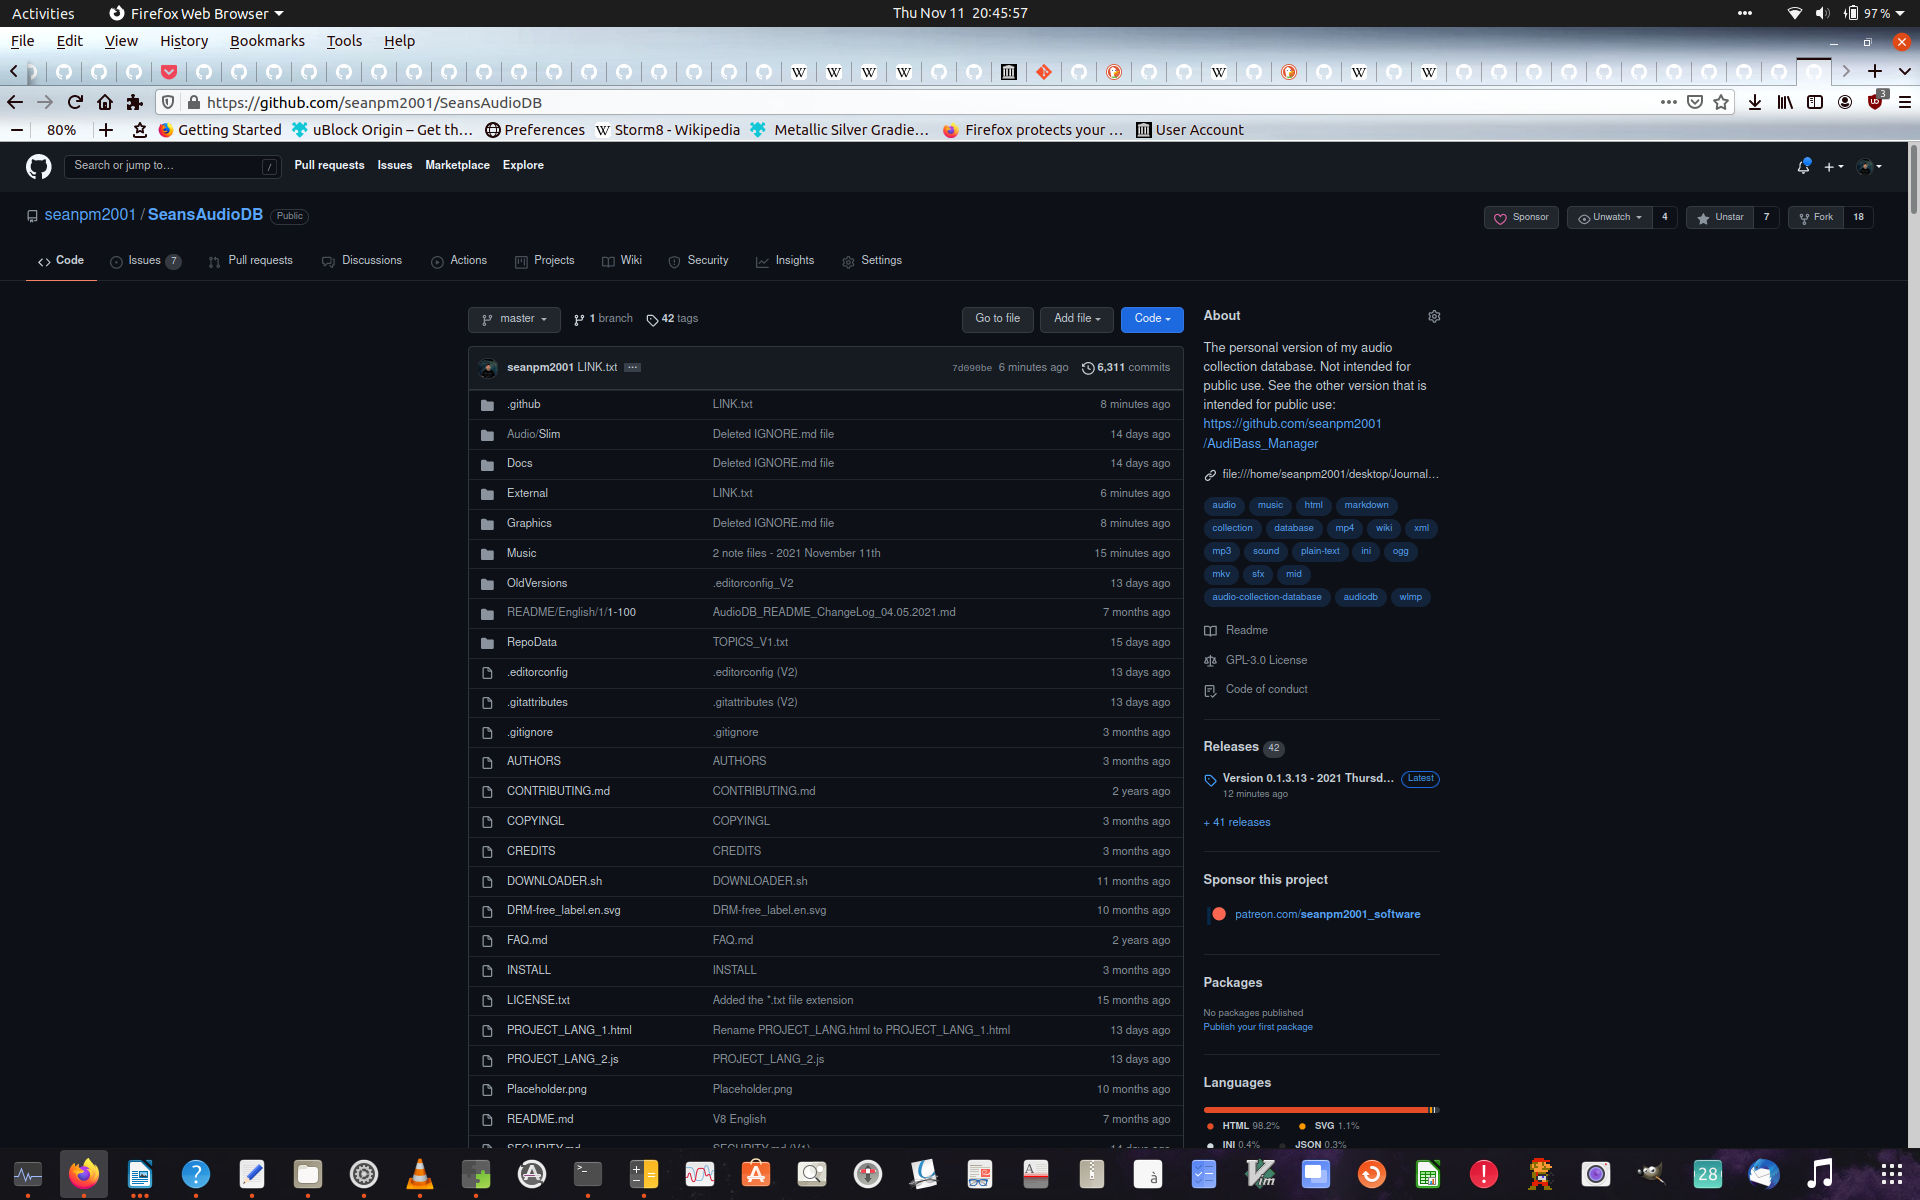 Activities Firefox Web Browser Thu Nov 11 20:45:57 97 %
File Edit View History Bookmarks Tools Help
https://github.com/seanpm2001/SeansAudioDB 3
80% Getting Started uBlock Origin – Get th… Preferences Storm8 - Wikipedia Metallic Silver Gradie… Firefox protects your … User Account
Search or jump to… / Pull requests Issues Marketplace Explore
seanpm2001 / SeansAudioDB Public Sponsor Unwatch 4 Unstar 7 Fork 18
Code Issues 7 Pull requests Discussions Actions Projects Wiki Security Insights Settings
master 1 branch 42 tags Go to file Add file Code
seanpm2001 LINK.txt ... 7d090be 6 minutes ago 6,311 commits
.github LINK.txt 8 minutes ago
Audio/Slim Deleted IGNORE.md file 14 days ago
Docs Deleted IGNORE.md file 14 days ago
External LINK.txt 6 minutes ago
Graphics Deleted IGNORE.md file 8 minutes ago
Music 2 note files - 2021 November 11th 15 minutes ago
OldVersions .editorconfig_V2 13 days ago
README/English/1/1-100 AudioDB_README_ChangeLog_04.05.2021.md 7 months ago
RepoData TOPICS_V1.txt 15 days ago
.editorconfig .editorconfig (V2) 13 days ago
.gitattributes .gitattributes (V2) 13 days ago
.gitignore .gitignore 3 months ago
AUTHORS AUTHORS 3 months ago
CONTRIBUTING.md CONTRIBUTING.md 2 years ago
COPYINGL COPYINGL 3 months ago
CREDITS CREDITS 3 months ago
DOWNLOADER.sh DOWNLOADER.sh 11 months ago
DRM-free_label.en.svg DRM-free_label.en.svg 10 months ago
FAQ.md FAQ.md 2 years ago
INSTALL INSTALL 3 months ago
LICENSE.txt Added the *.txt file extension 15 months ago
PROJECT_LANG_1.html Rename PROJECT_LANG.html to PROJECT_LANG_1.html 13 days ago
PROJECT_LANG_2.js PROJECT_LANG_2.js 13 days ago
Placeholder.png Placeholder.png 10 months ago
README.md V8 English 7 months ago
SECURITY.md SECURITY.md (V1) 14 days ago
About
The personal version of my audio
collection database. Not intended for
public use. See the other version that is
intended for public use:
https://github.com/seanpm2001
/AudiBass_Manager
file:///home/seanpm2001/desktop/Journal…
audio music html markdown
collection database mp4 wiki xml
mp3 sound plain-text ini ogg
mkv sfx mid
audio-collection-database audiodb wlmp
Readme
GPL-3.0 License
Code of conduct
Releases 42
Version 0.1.3.13 - 2021 Thursd… Latest
12 minutes ago
+ 41 releases
Sponsor this project
patreon.com/seanpm2001_software
Packages
No packages published
Publish your first package
Languages
HTML 98.2% SVG 1.1%
INI 0.4% JSON 0.3%
28